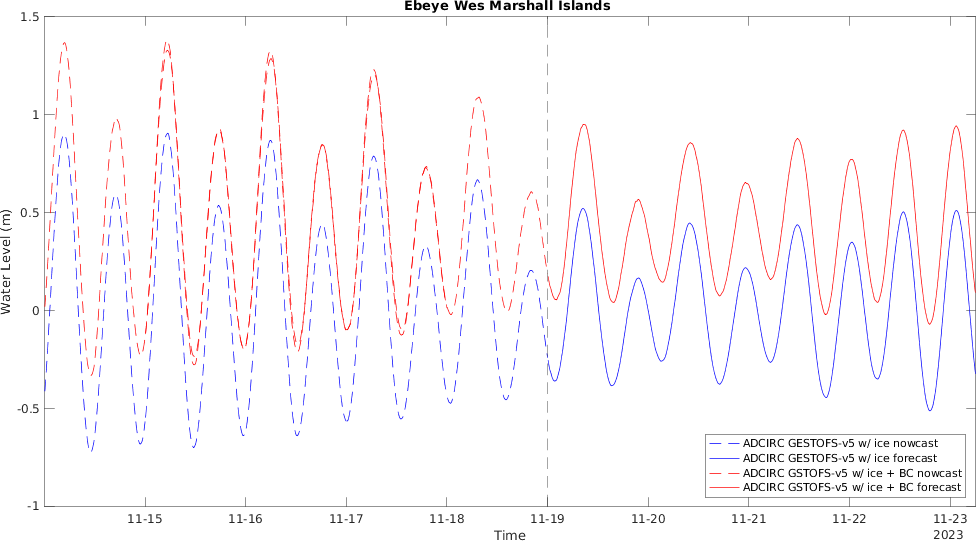 Ebeye Wes Marshall Islands
1.5
1
0.5
0
-0.5
-1
Water Level (m)
11-15 11-16 11-17 11-18 11-19 11-20 11-21 11-22 11-23
2023
Time
ADCIRC GESTOFS-v5 w/ ice nowcast
ADCIRC GESTOFS-v5 w/ ice forecast
ADCIRC GSTOFS-v5 w/ ice + BC nowcast
ADCIRC GSTOFS-v5 w/ ice + BC forecast